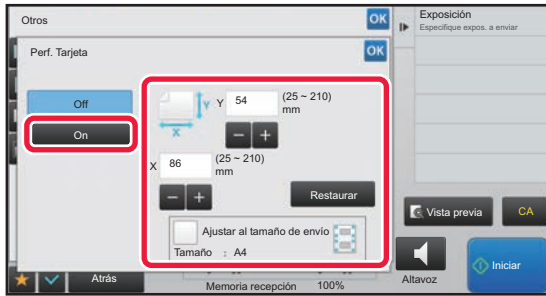 Otros
OK
Exposición
Especifique expos. a enviar
Perf. Tarjeta
OK
Off
On
Y
X
Y 54 (25 ~ 210)
mm
X 86 (25 ~ 210)
mm
Restaurar
Ajustar al tamaño de envío
Tamaño : A4
Vista previa
CA
Atrás
Memoria recepción 100%
Altavoz
Iniciar